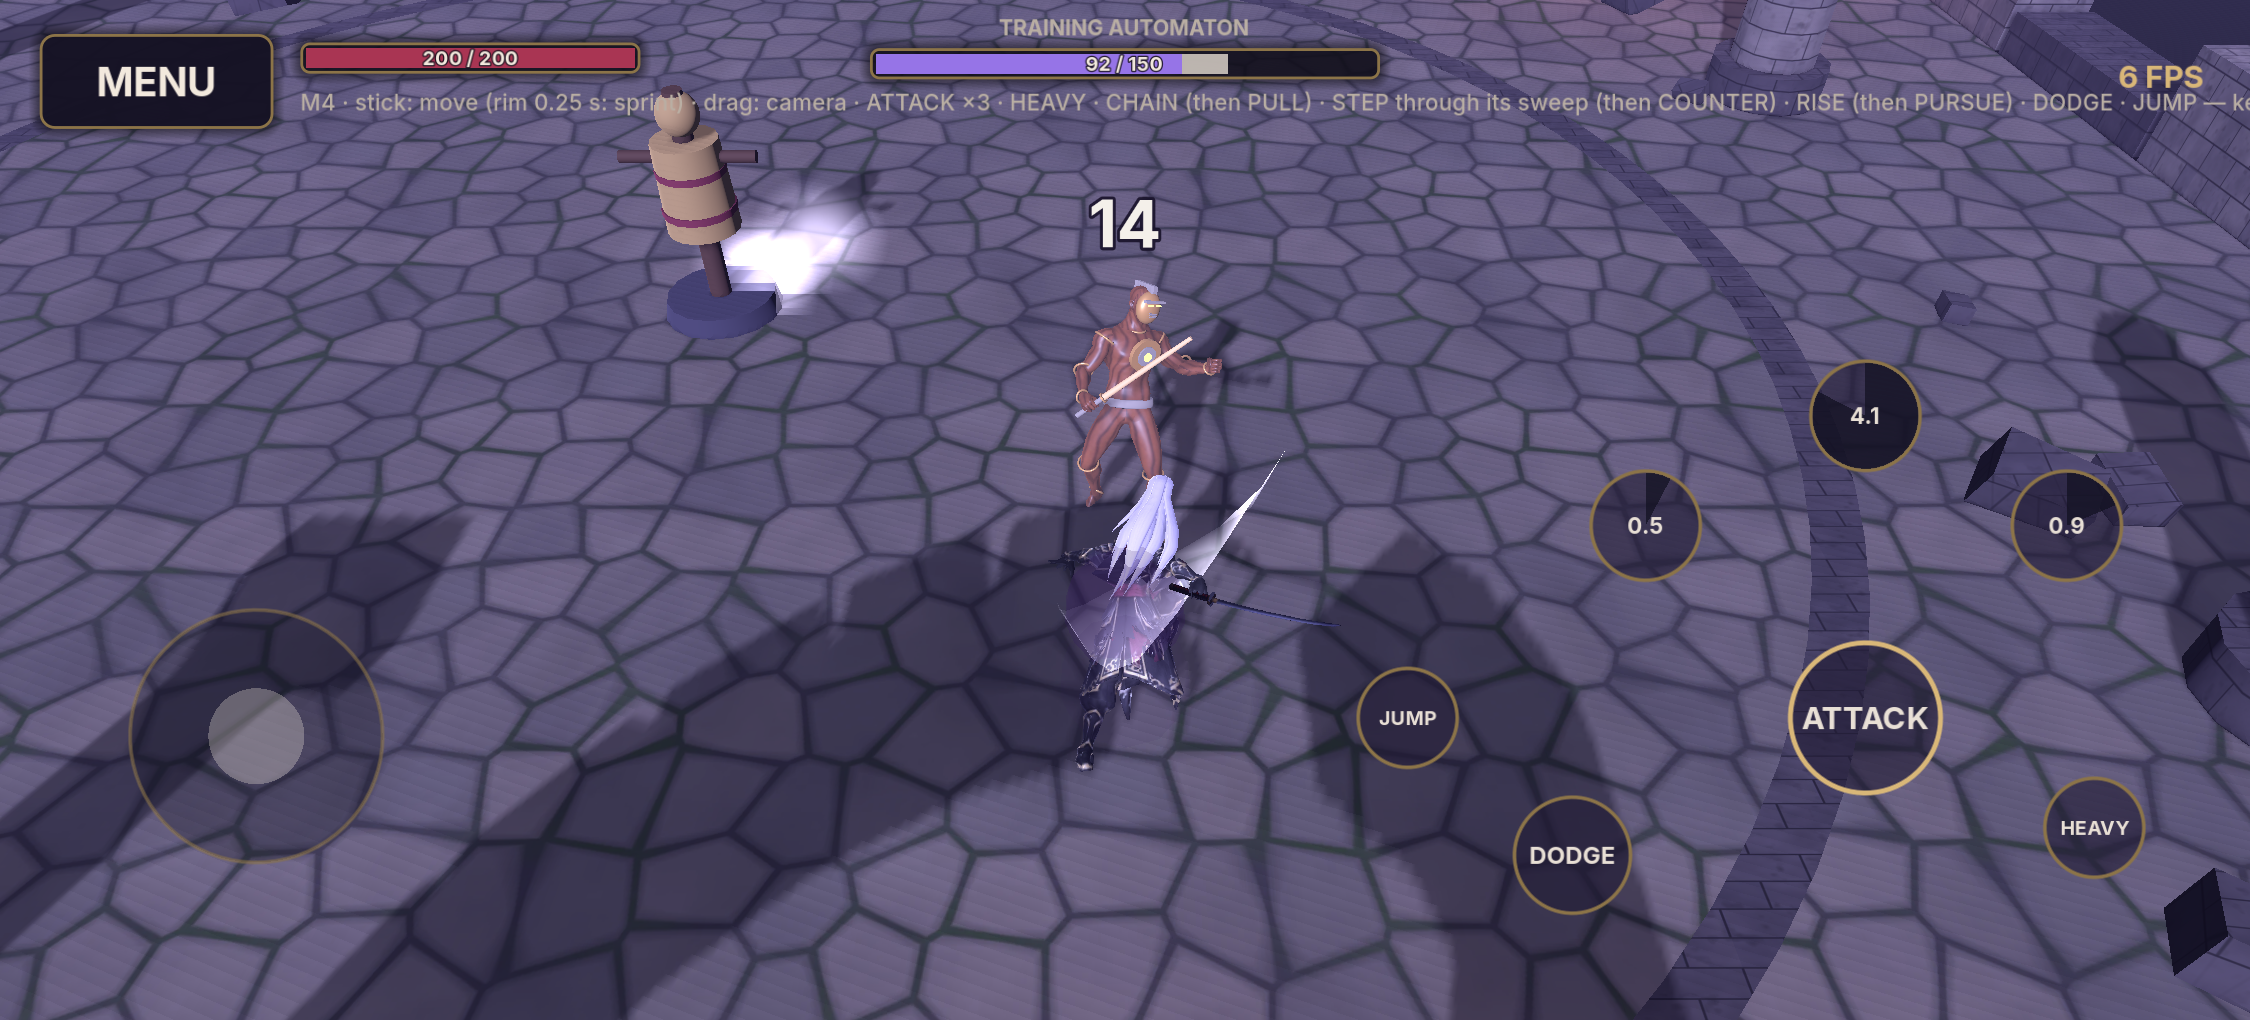 TRAINING AUTOMATON
MENU
200 / 200
92 / 150
6 FPS
M4 · stick: move (rim 0.25 s: sprint) · drag: camera · ATTACK ×3 · HEAVY · CHAIN (then PULL) · STEP through its sweep (then COUNTER) · RISE (then PURSUE) · DODGE · JUMP — ke
14
4.1
0.5
0.9
JUMP
ATTACK
HEAVY
DODGE